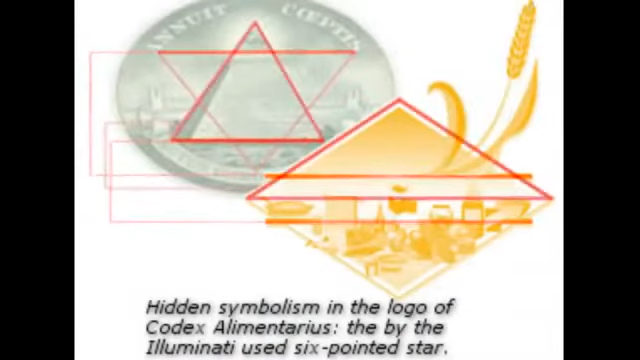 ANNUIT COEPTIS
Hidden symbolism in the logo of
Codex Alimentarius: the by the
Illuminati used six-pointed star.